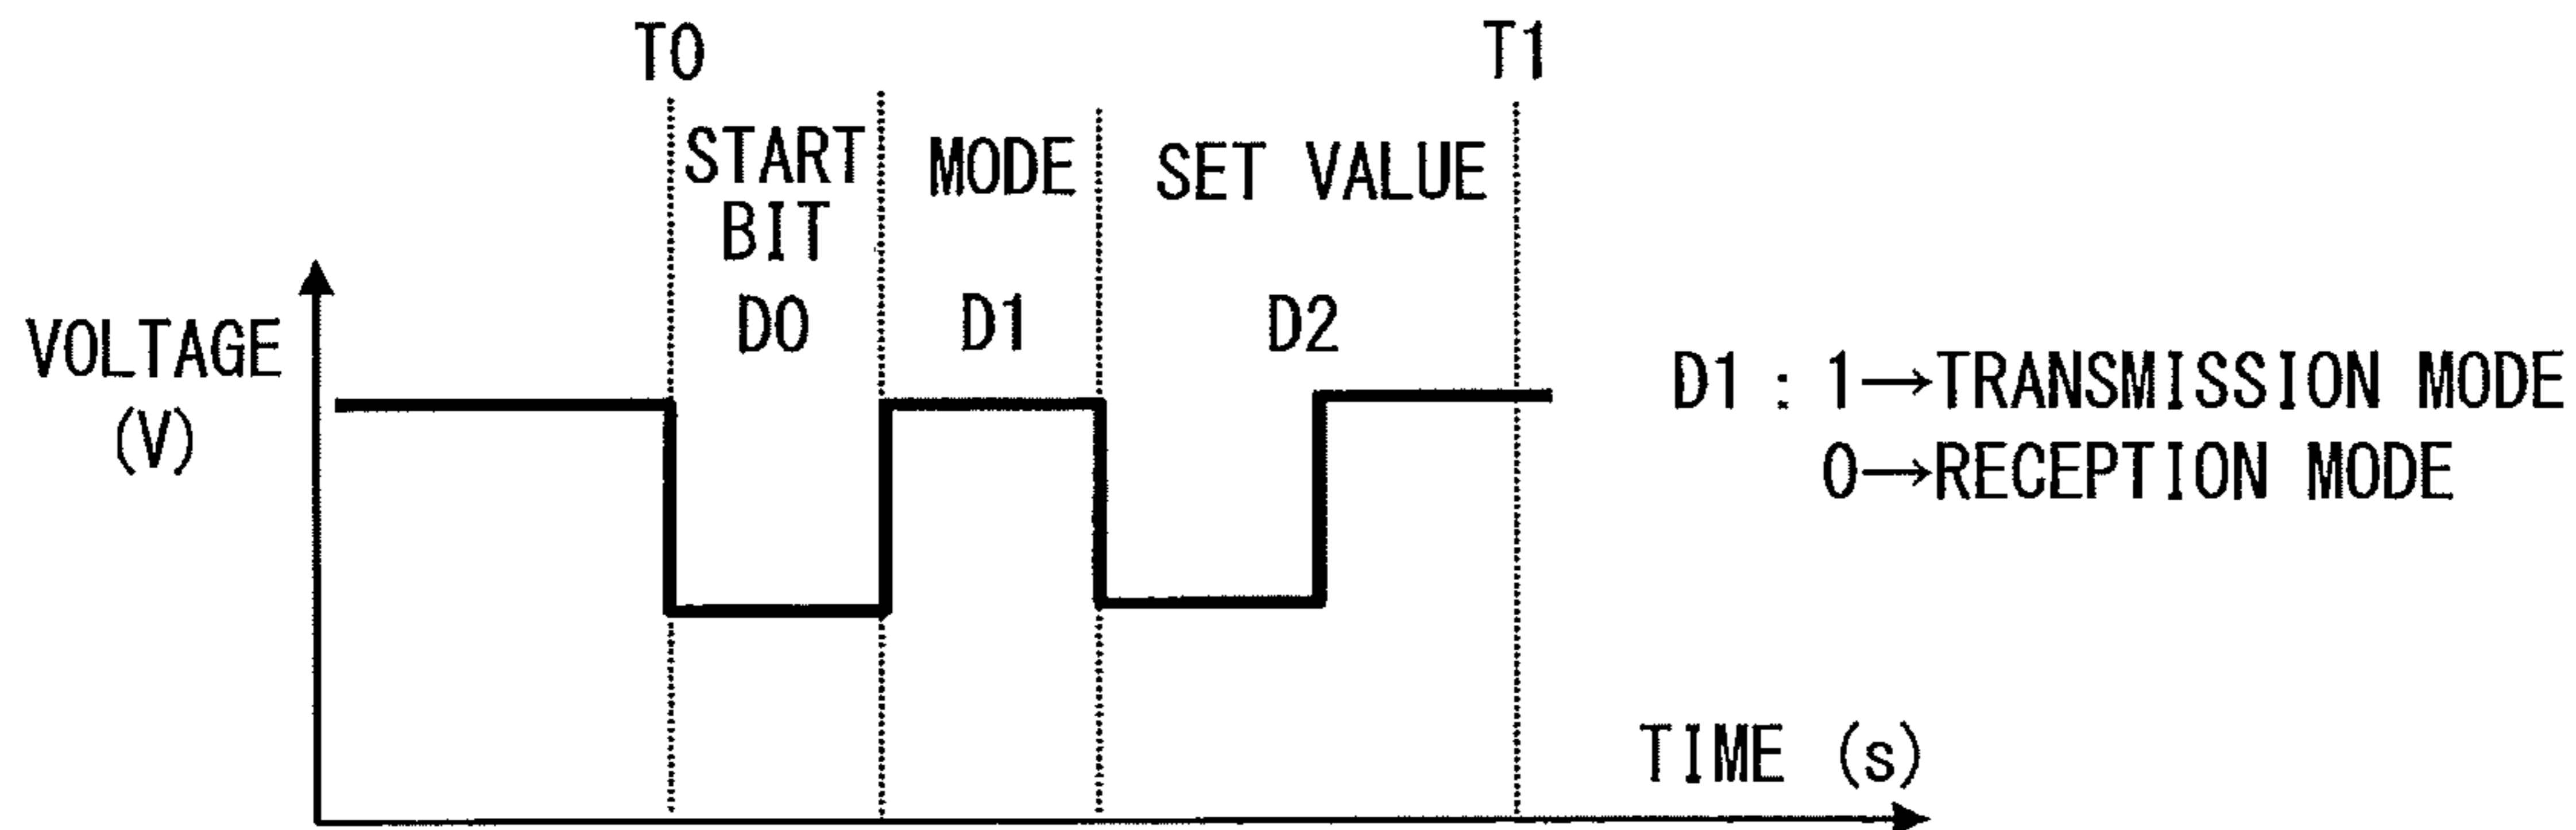 T0
T1
START
BIT
MODE
SET VALUE
D0
D1
D2
VOLTAGE
(V)
D1 : 1→TRANSMISSION MODE
0→RECEPTION MODE
TIME (s)